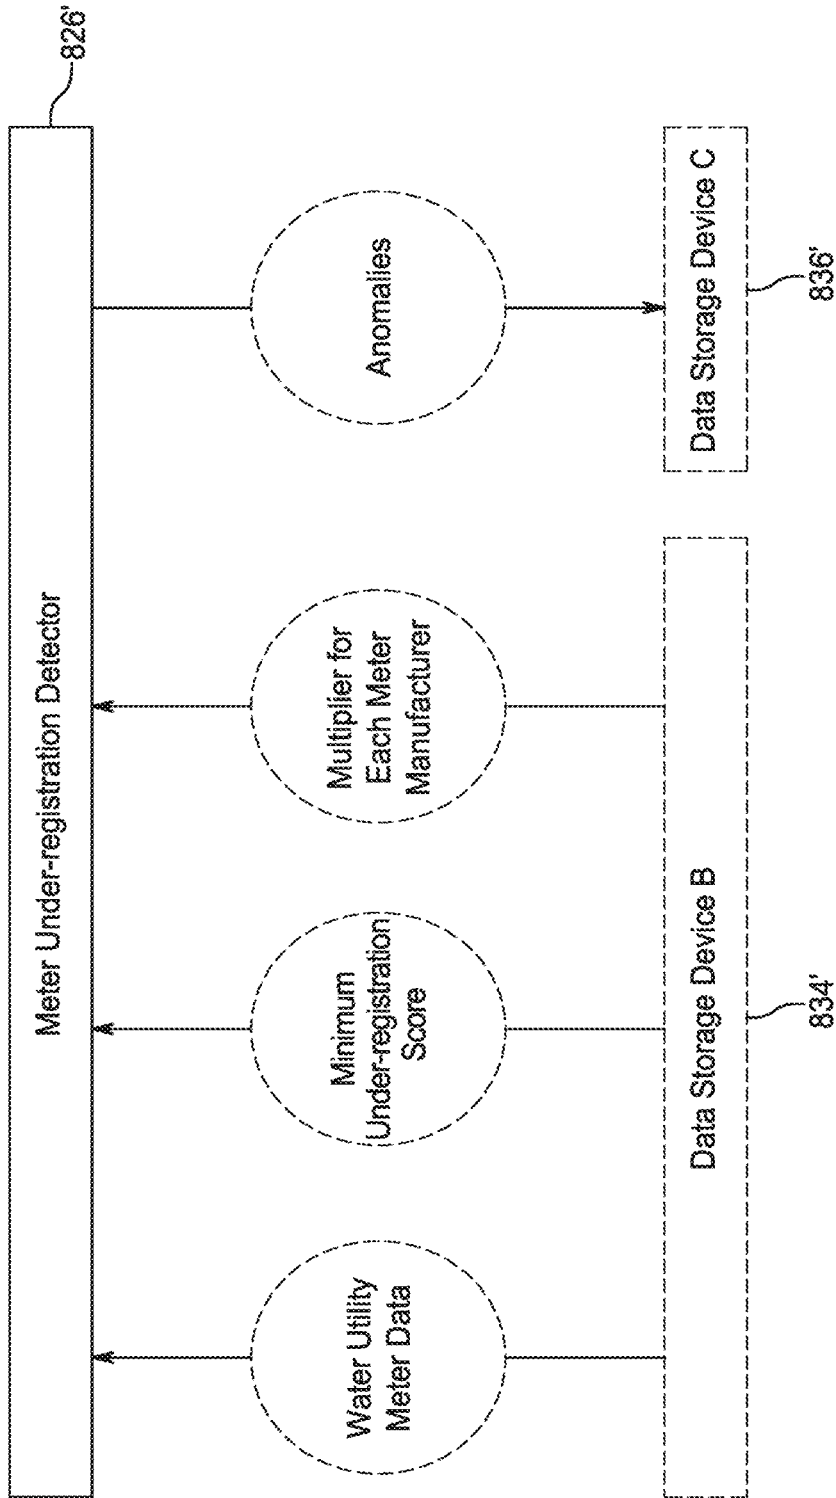 Meter Under-registration Detector
826'
Water Utility
Meter Data
Minimum
Under-registration
Score
Multiplier for
Each Meter
Manufacturer
Anomalies
Data Storage Device B
834'
Data Storage Device C
836'